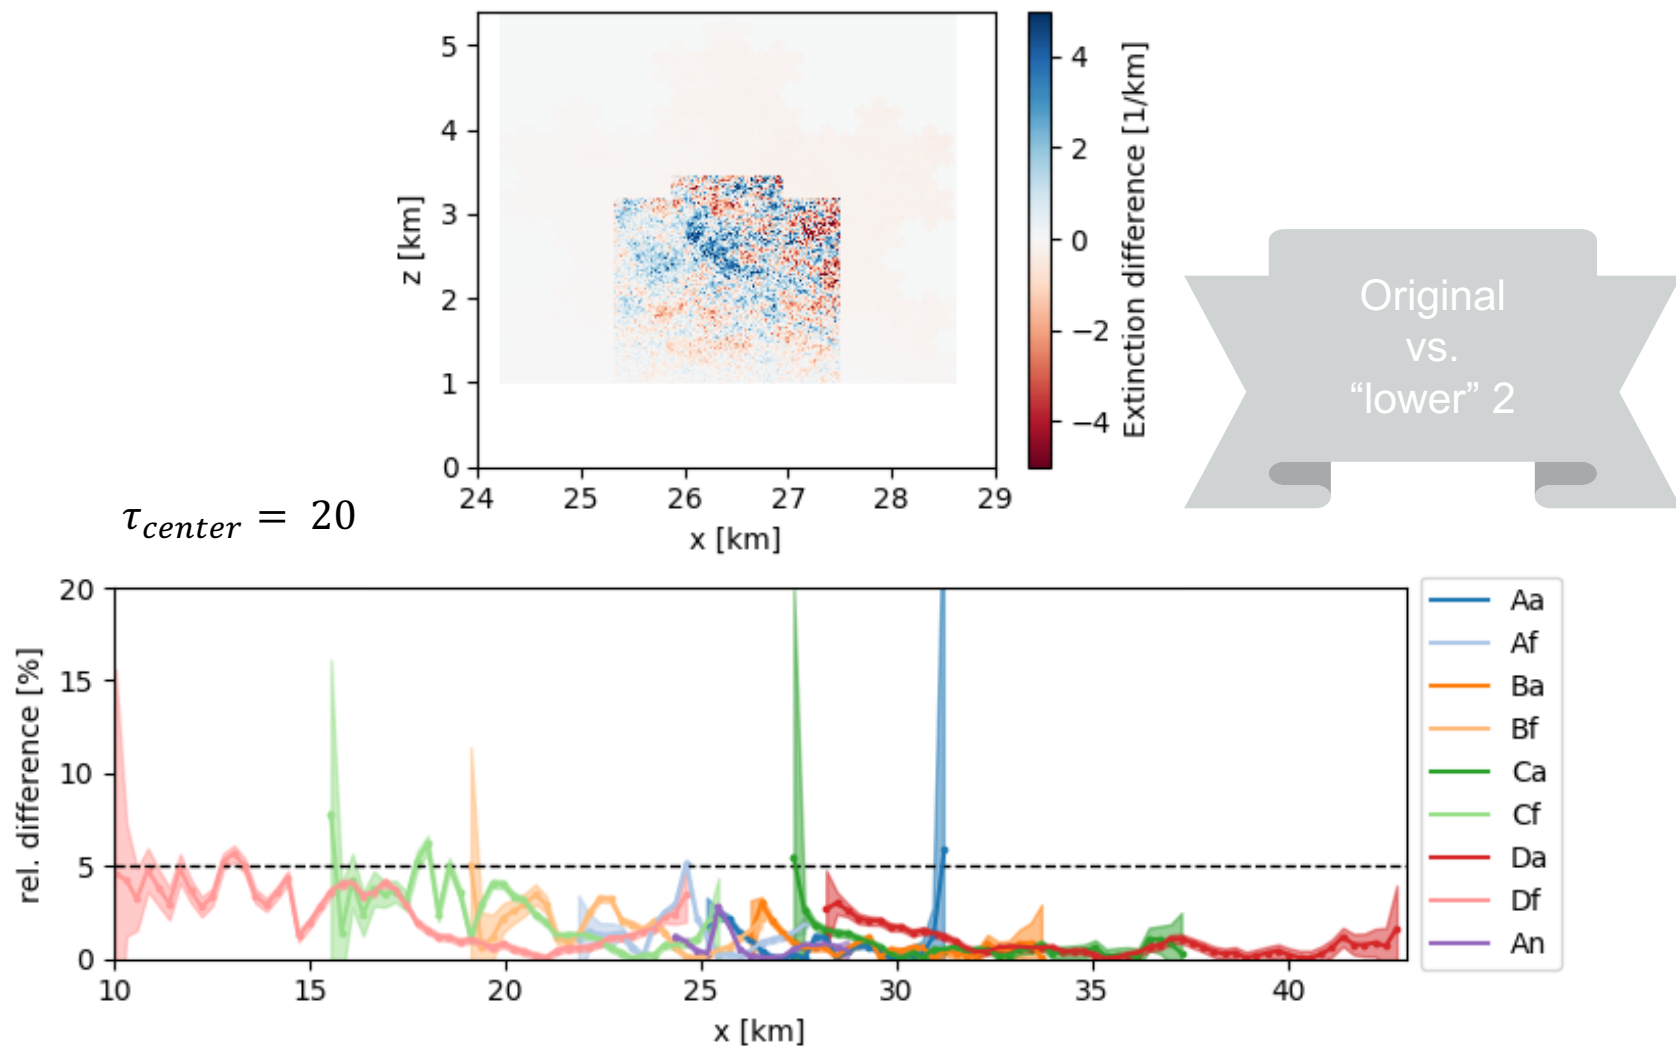 5
4
3
2
1
0
z [km]
24
25
26
27
28
29
x [km]
4
2
0
−2
−4
Extinction difference [1/km]
Original
vs.
“lower” 2
τcenter = 20
20
15
10
5
0
rel. difference [%]
10
15
20
25
30
35
40
x [km]
Aa
Af
Ba
Bf
Ca
Cf
Da
Df
An